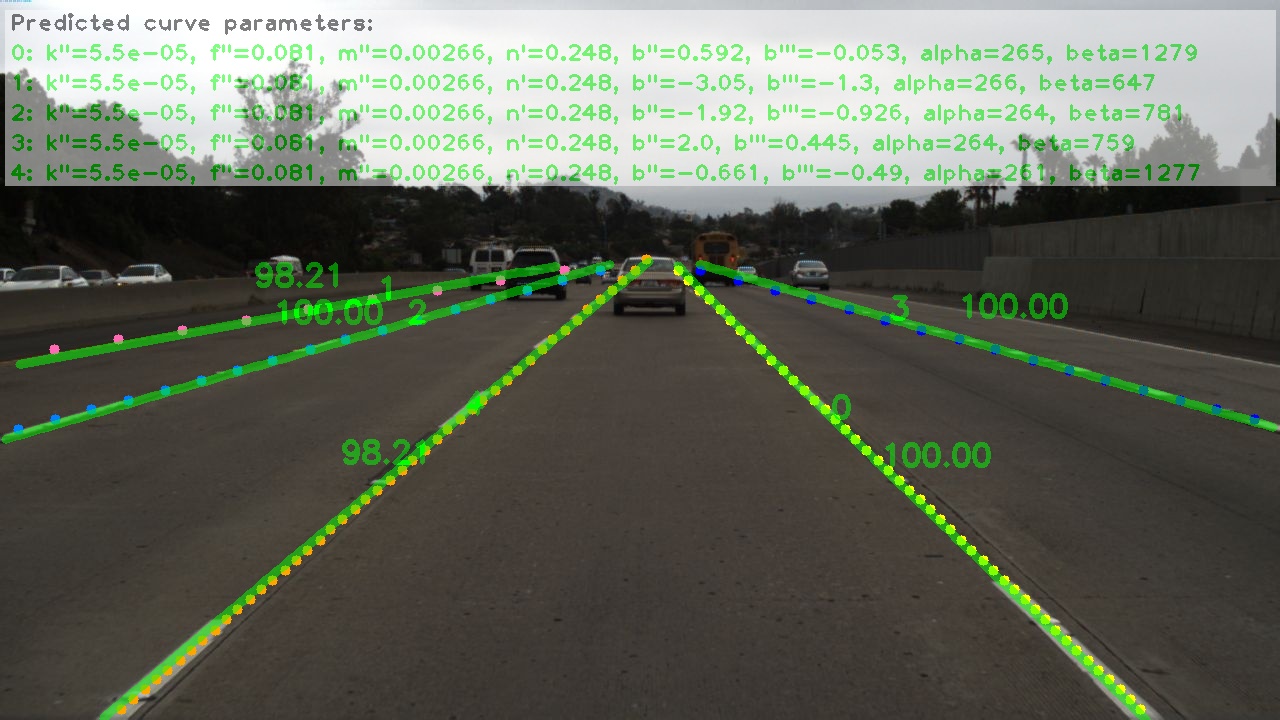 Predicted curve parameters:
0: k''=5.5e-05, f''=0.081, m''=0.00266, n'=0.248, b''=0.592, b'''=-0.053, alpha=265, beta=1279
1: k''=5.5e-05, f''=0.081, m''=0.00266, n'=0.248, b''=-3.05, b'''=-1.3, alpha=266, beta=647
2: k''=5.5e-05, f''=0.081, m''=0.00266, n'=0.248, b''=-1.92, b'''=-0.926, alpha=264, beta=781
3: k''=5.5e-05, f''=0.081, m''=0.00266, n'=0.248, b''=2.0, b'''=0.445, alpha=264, beta=759
4: k''=5.5e-05, f''=0.081, m''=0.00266, n'=0.248, b''=-0.661, b'''=-0.49, alpha=261, beta=1277
98.21 1
100.00 2
3 100.00
0
98.21
100.00